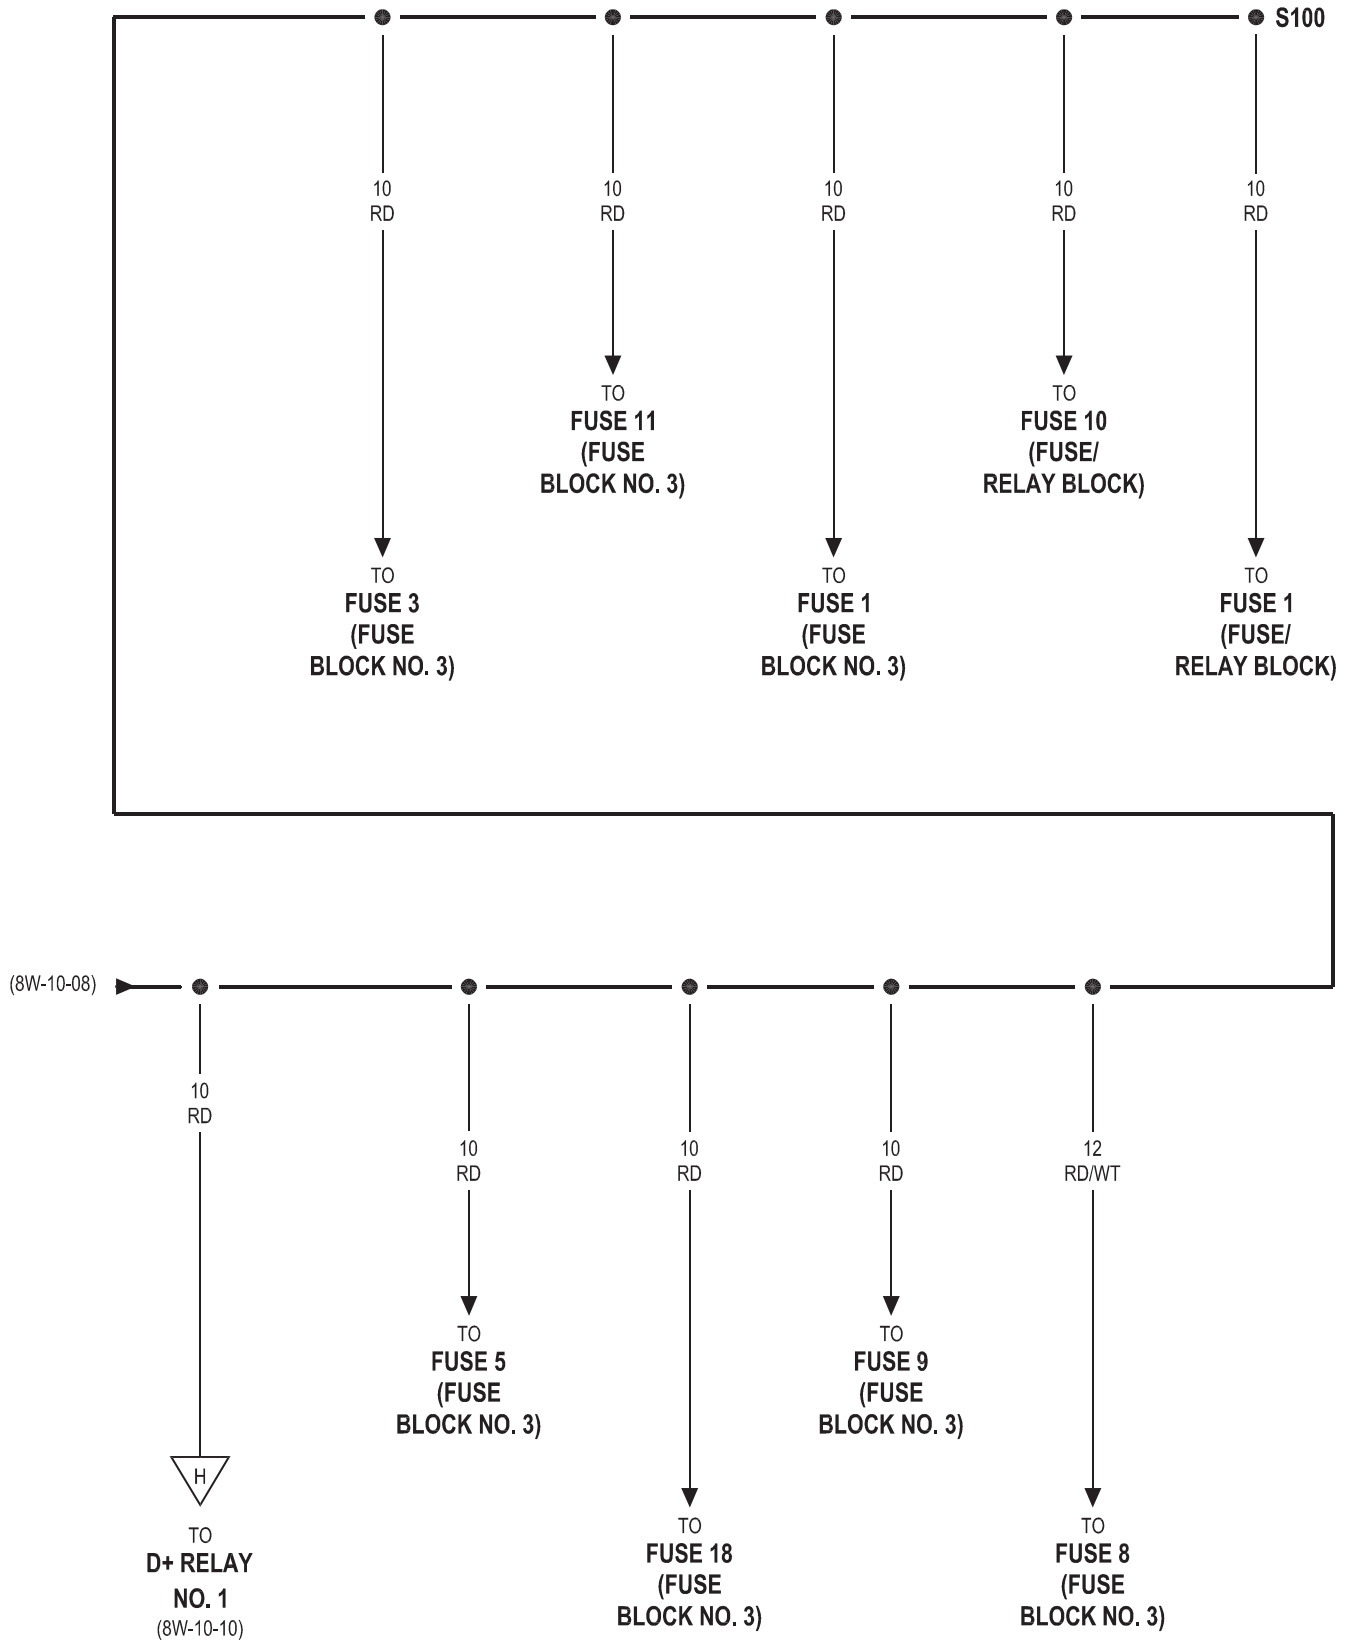 S100
10
RD
10
RD
10
RD
10
RD
10
RD
TO
FUSE 11
(FUSE
BLOCK NO. 3)
TO
FUSE 10
(FUSE/
RELAY BLOCK)
TO
FUSE 3
(FUSE
BLOCK NO. 3)
TO
FUSE 1
(FUSE
BLOCK NO. 3)
TO
FUSE 1
(FUSE/
RELAY BLOCK)
(8W-10-08)
10
RD
10
RD
10
RD
10
RD
12
RD/WT
TO
FUSE 5
(FUSE
BLOCK NO. 3)
TO
FUSE 9
(FUSE
BLOCK NO. 3)
H
TO
D+ RELAY
NO. 1
(8W-10-10)
TO
FUSE 18
(FUSE
BLOCK NO. 3)
TO
FUSE 8
(FUSE
BLOCK NO. 3)